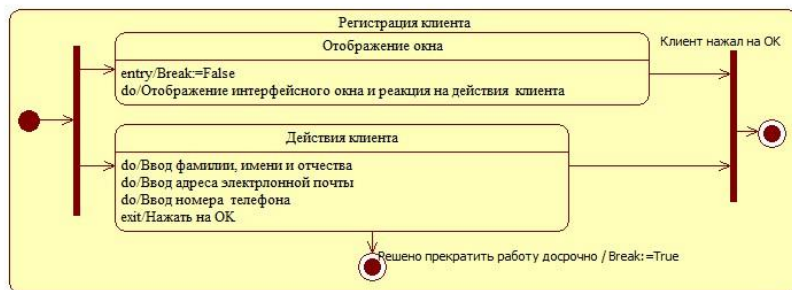 Регистрация клиента
Отображение окна
Клиент нажал на ОК
entry/Break:=False
do/Отображение интерфейсного окна и реакция на действия клиента
Действия клиента
do/Ввод фамилии, имени и отчества
do/Ввод адреса электрлонной почты
do/Ввод номера телефона
exit/Нажать на ОК
Решено прекратить работу досрочно / Break:=True